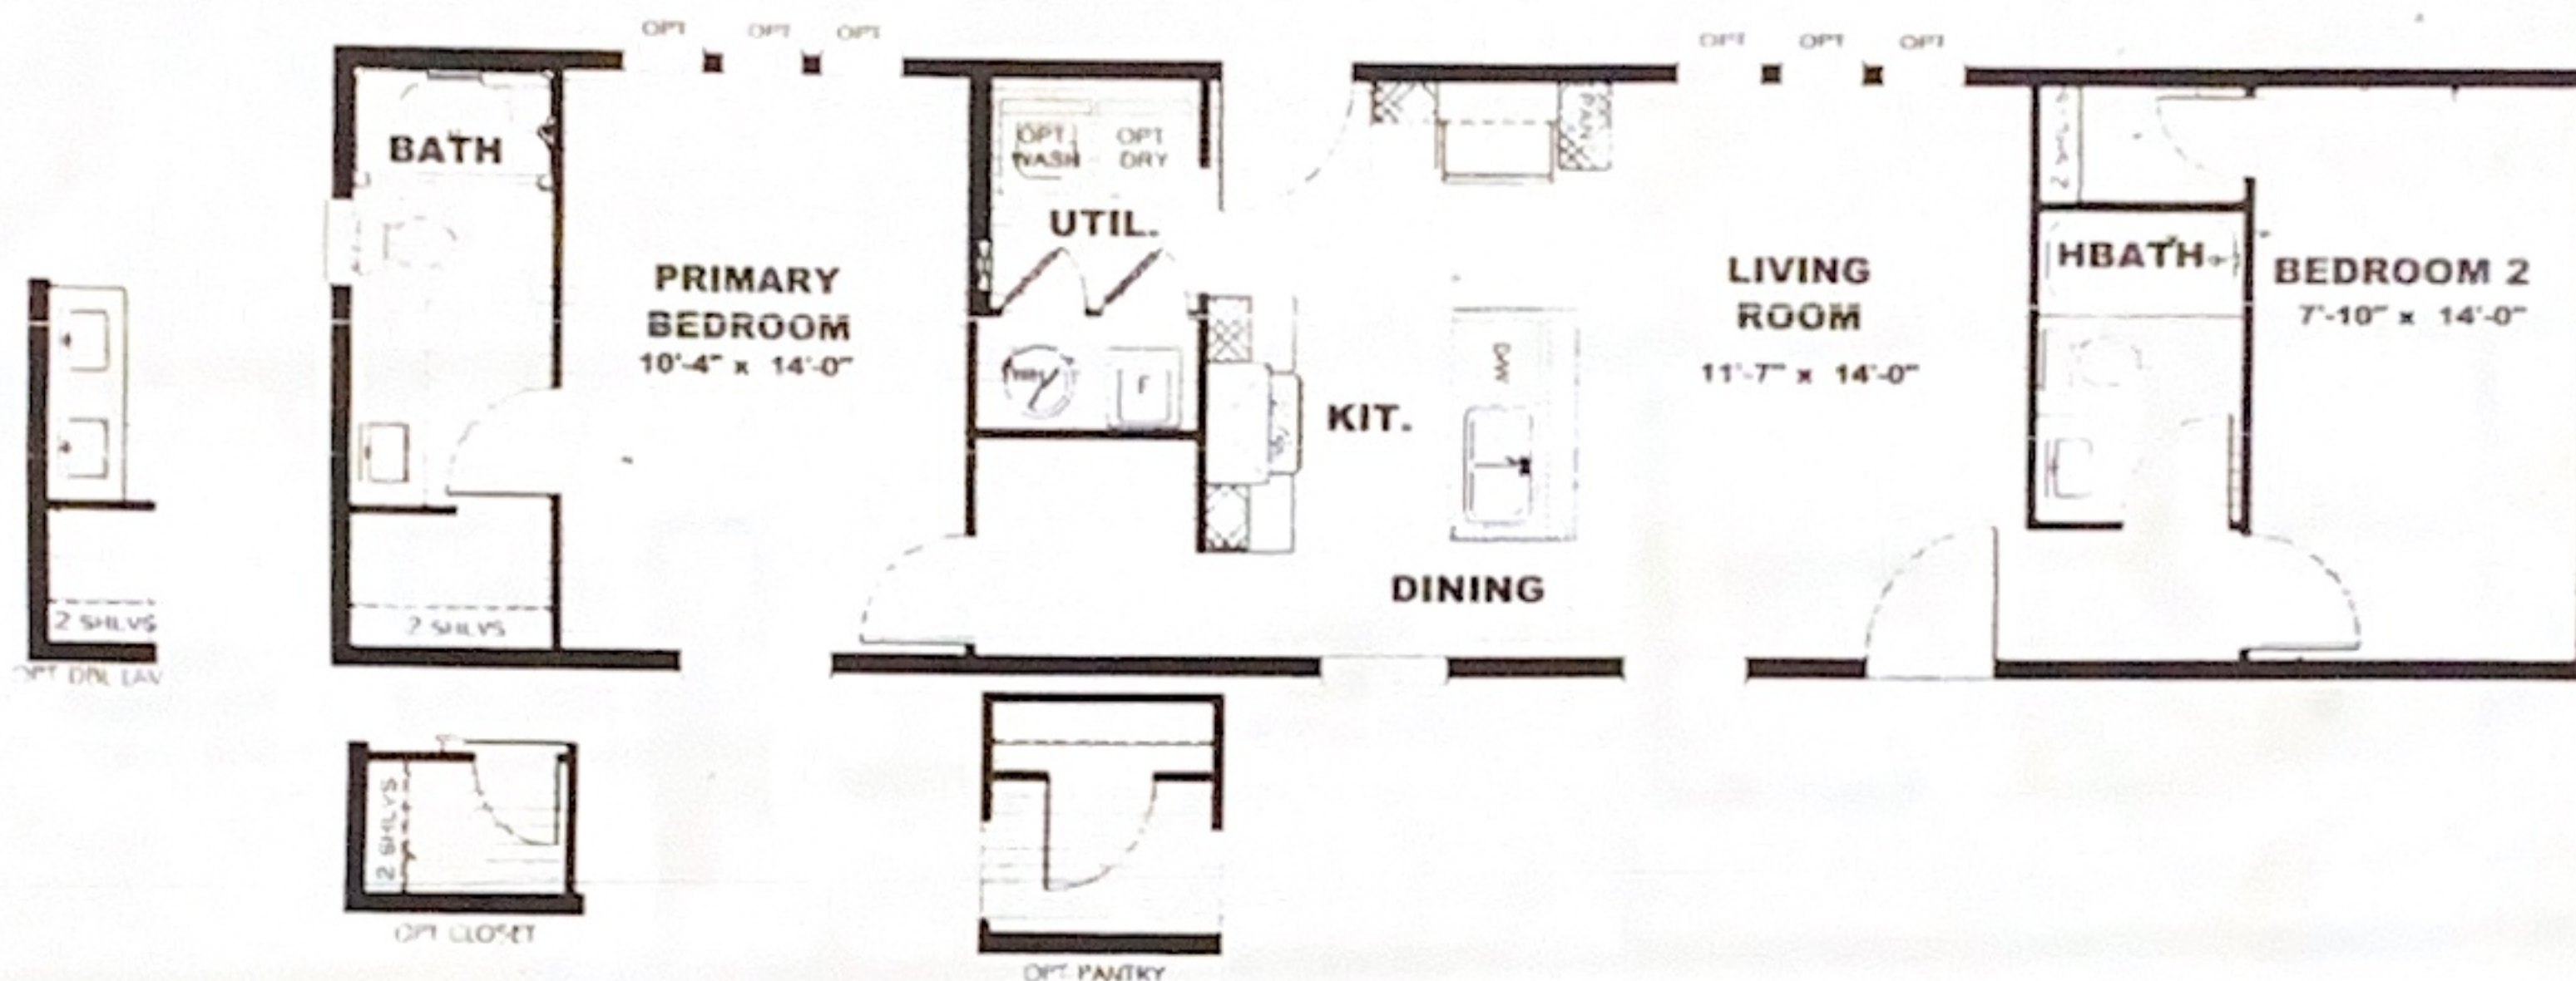 OPT OPT OPT
OPT OPT OPT
BATH
OPT WASH
OPT DRY
PAN
UTIL.
PRIMARY
BEDROOM
10'-4" x 14'-0"
WH
F
KIT.
DW
LIVING
ROOM
11'-7" x 14'-0"
HBATH
BEDROOM 2
7'-10" x 14'-0"
DINING
2 SHLVS
OPT DBL LAV
2 SHLVS
2 SHLVS
OPT CLOSET
OPT PANTRY